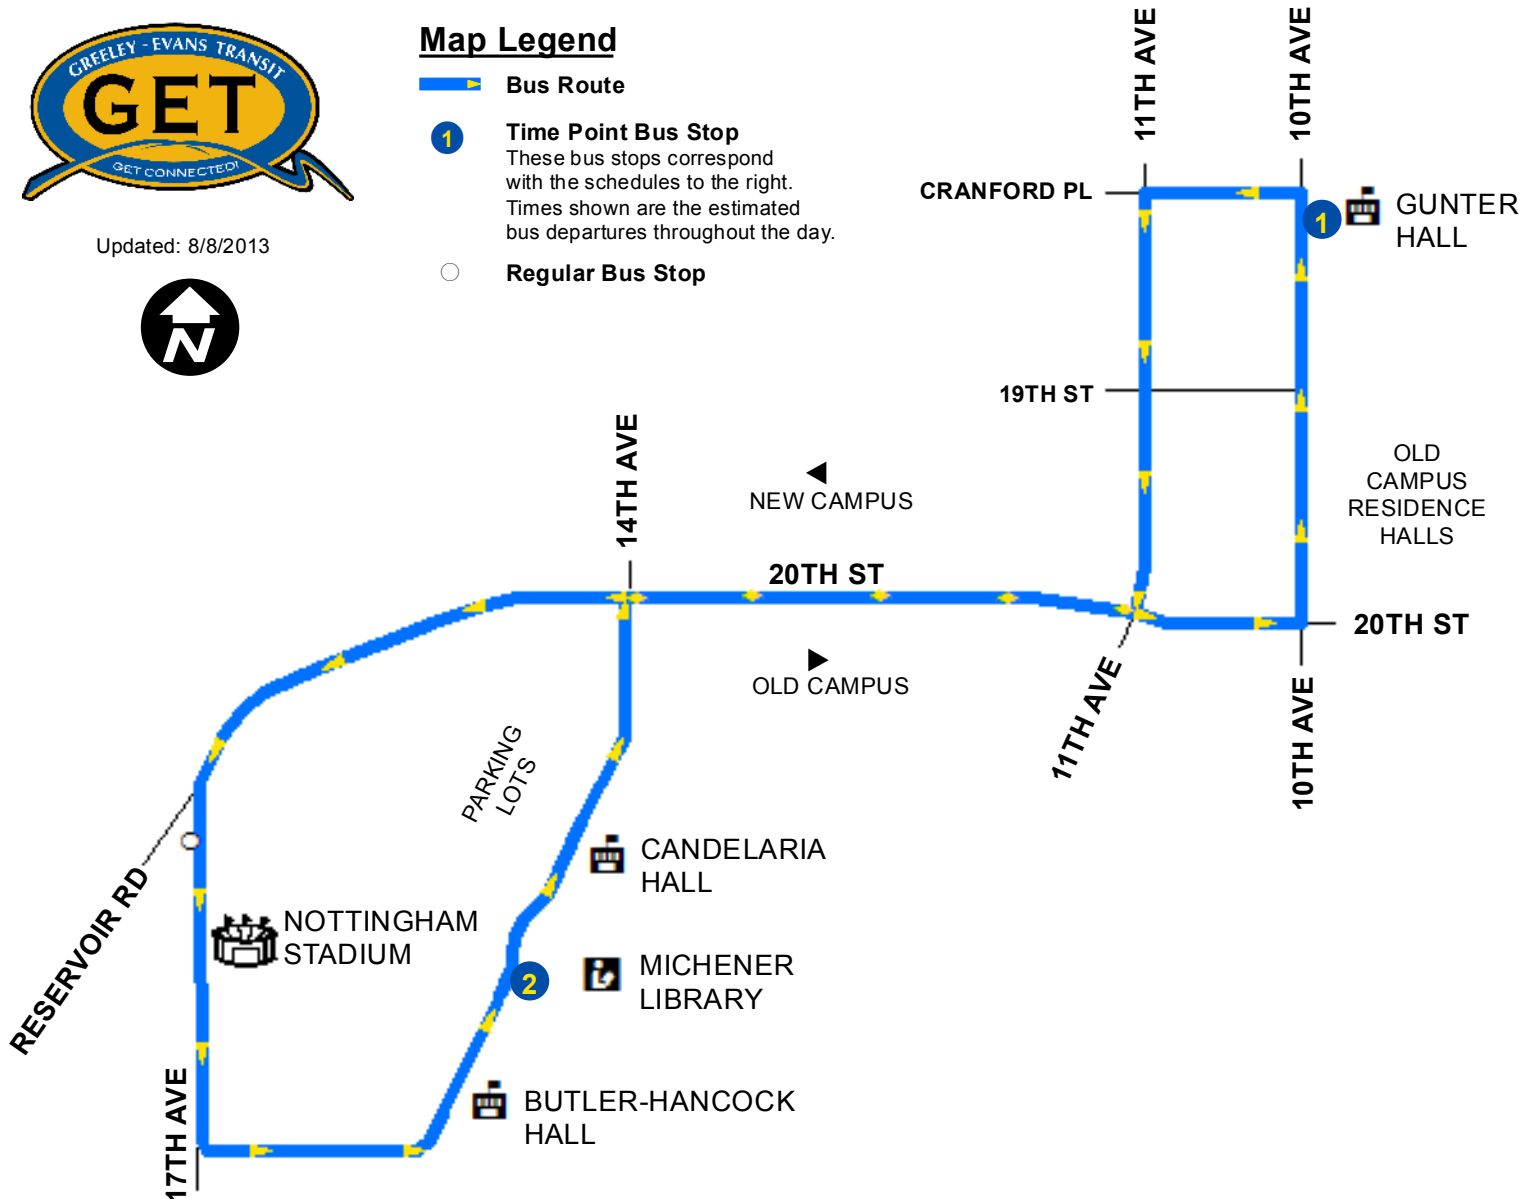 GREELEY - EVANS TRANSIT
GET
GET CONNECTED!
Updated: 8/8/2013
N
Map Legend
Bus Route
1
Time Point Bus Stop
These bus stops correspond
with the schedules to the right.
Times shown are the estimated
bus departures throughout the day.
Regular Bus Stop
11TH AVE
10TH AVE
CRANFORD PL
1
GUNTER
HALL
19TH ST
14TH AVE
NEW CAMPUS
OLD
CAMPUS
RESIDENCE
HALLS
20TH ST
20TH ST
OLD CAMPUS
11TH AVE
10TH AVE
PARKING
LOTS
CANDELARIA
HALL
RESERVOIR RD
NOTTINGHAM
STADIUM
2
MICHENER
LIBRARY
17TH AVE
BUTLER-HANCOCK
HALL